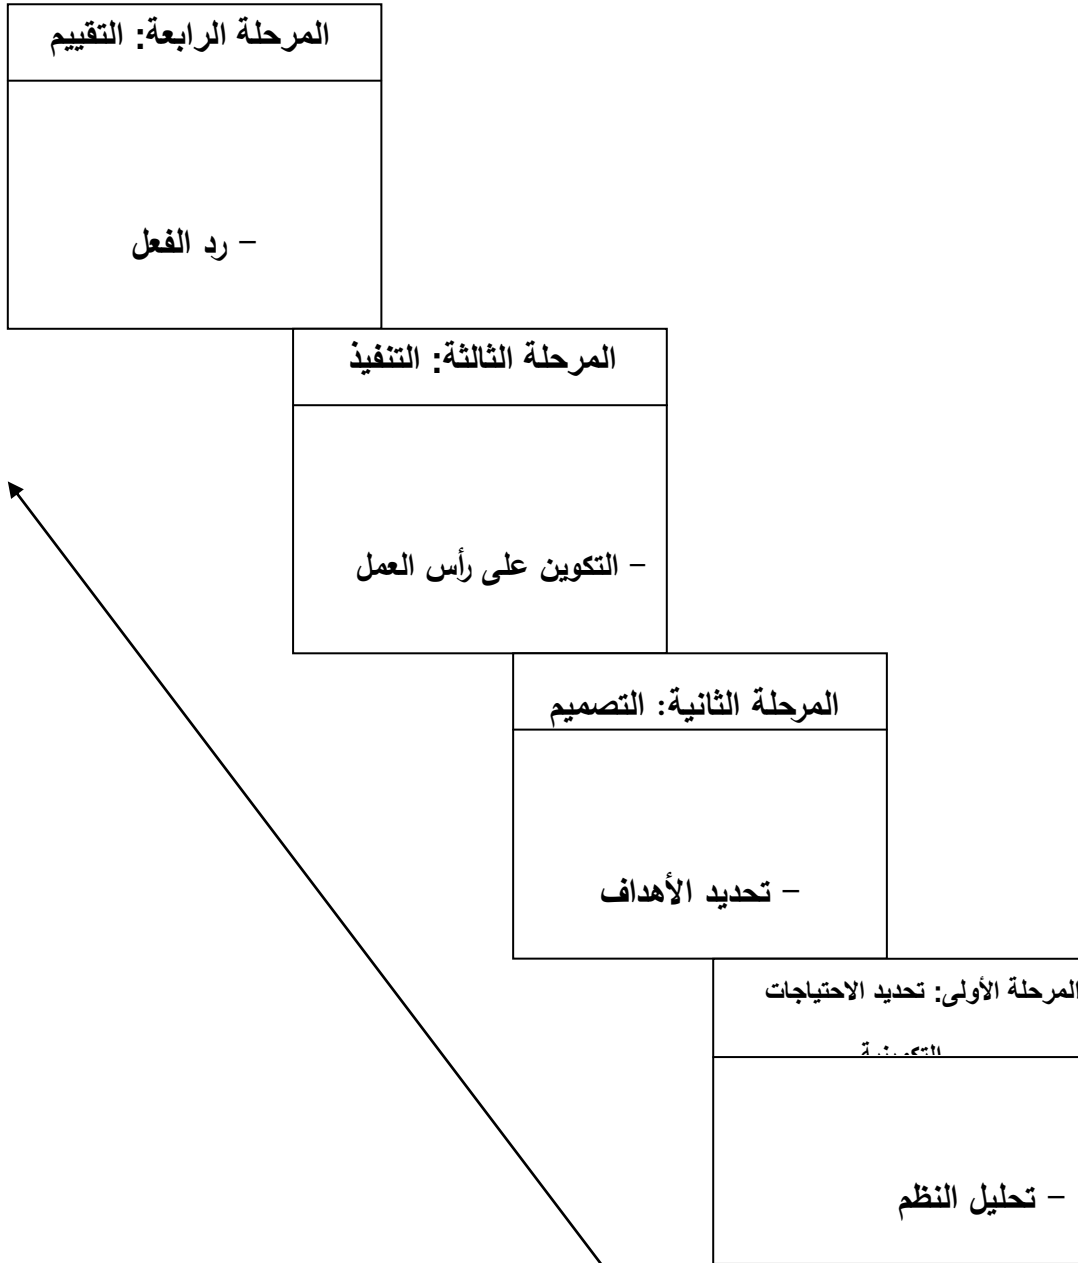 المرحلة الرابعة: التقييم
– رد الفعل
المرحلة الثالثة: التنفيذ
– التكوين على رأس العمل
المرحلة الثانية: التصميم
– تحديد الأهداف
المرحلة الأولى: تحديد الاحتياجات
التكوينية
– تحليل النظم